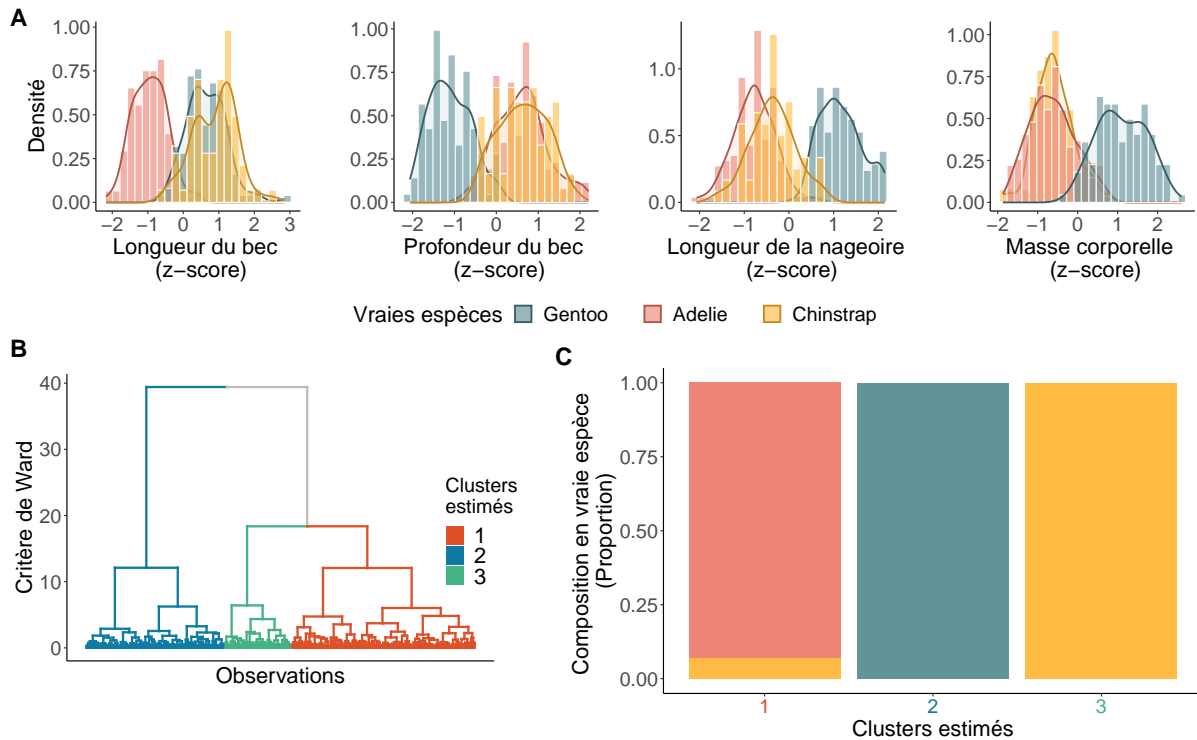 A
Densité
1.00
0.75
0.50
0.25
0.00
−2 −1 0 1 2 3
Longueur du bec
(z−score)
1.00
0.75
0.50
0.25
0.00
−2 −1 0 1 2
Profondeur du bec
(z−score)
1.0
0.5
0.0
−2 −1 0 1 2
Longueur de la nageoire
(z−score)
1.00
0.75
0.50
0.25
0.00
−2 −1 0 1 2
Masse corporelle
(z−score)
Vraies espèces Gentoo Adelie Chinstrap
B
Critère de Ward
40
30
20
10
0
Observations
Clusters
estimés
1
2
3
C
Composition en vraie espèce
(Proportion)
1.00
0.75
0.50
0.25
0.00
1 2 3
Clusters estimés